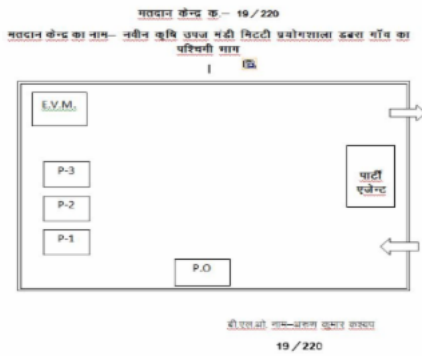 मतदान केन्द्र क.– 19/220
मतदान केन्द्र का नाम– नवीन कृषि उपज मंडी मिटटी प्रयोगशाला डबरा गॉव का
पश्चिमी भाग
E.V.M.
P-3
पार्टी
एजेन्ट
P-2
P-1
P.O
बी.एल.ओ. नाम–अरूण कुमार कश्यप
19/220